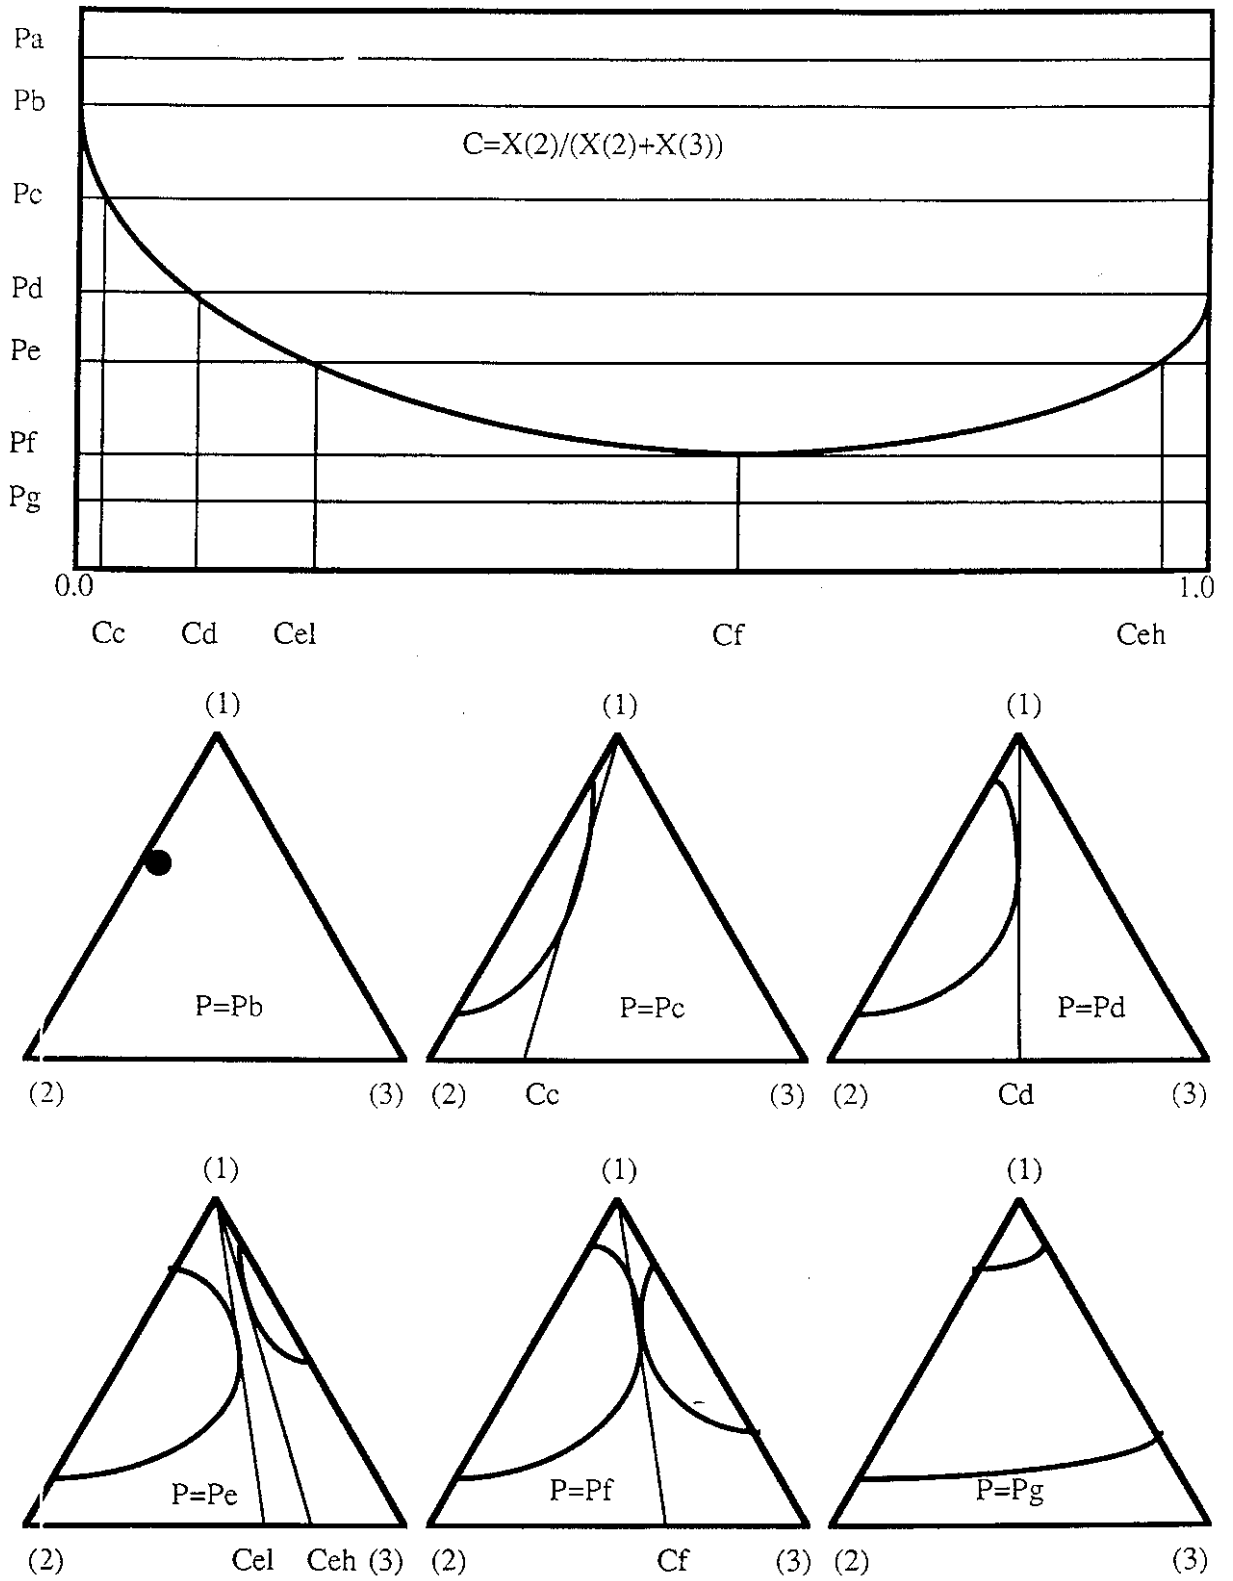 Pa
Pb
C=X(2)/(X(2)+X(3))
Pc
Pd
Pe
Pf
Pg
0.0 1.0
Cc Cd Cel Cf Ceh
(1) (1) (1)
P=Pb P=Pc P=Pd
(2) (3) (2) Cc (3) (2) Cd (3)
(1) (1) (1)
P=Pe P=Pf P=Pg
(2) Cel Ceh (3) (2) Cf (3) (2) (3)